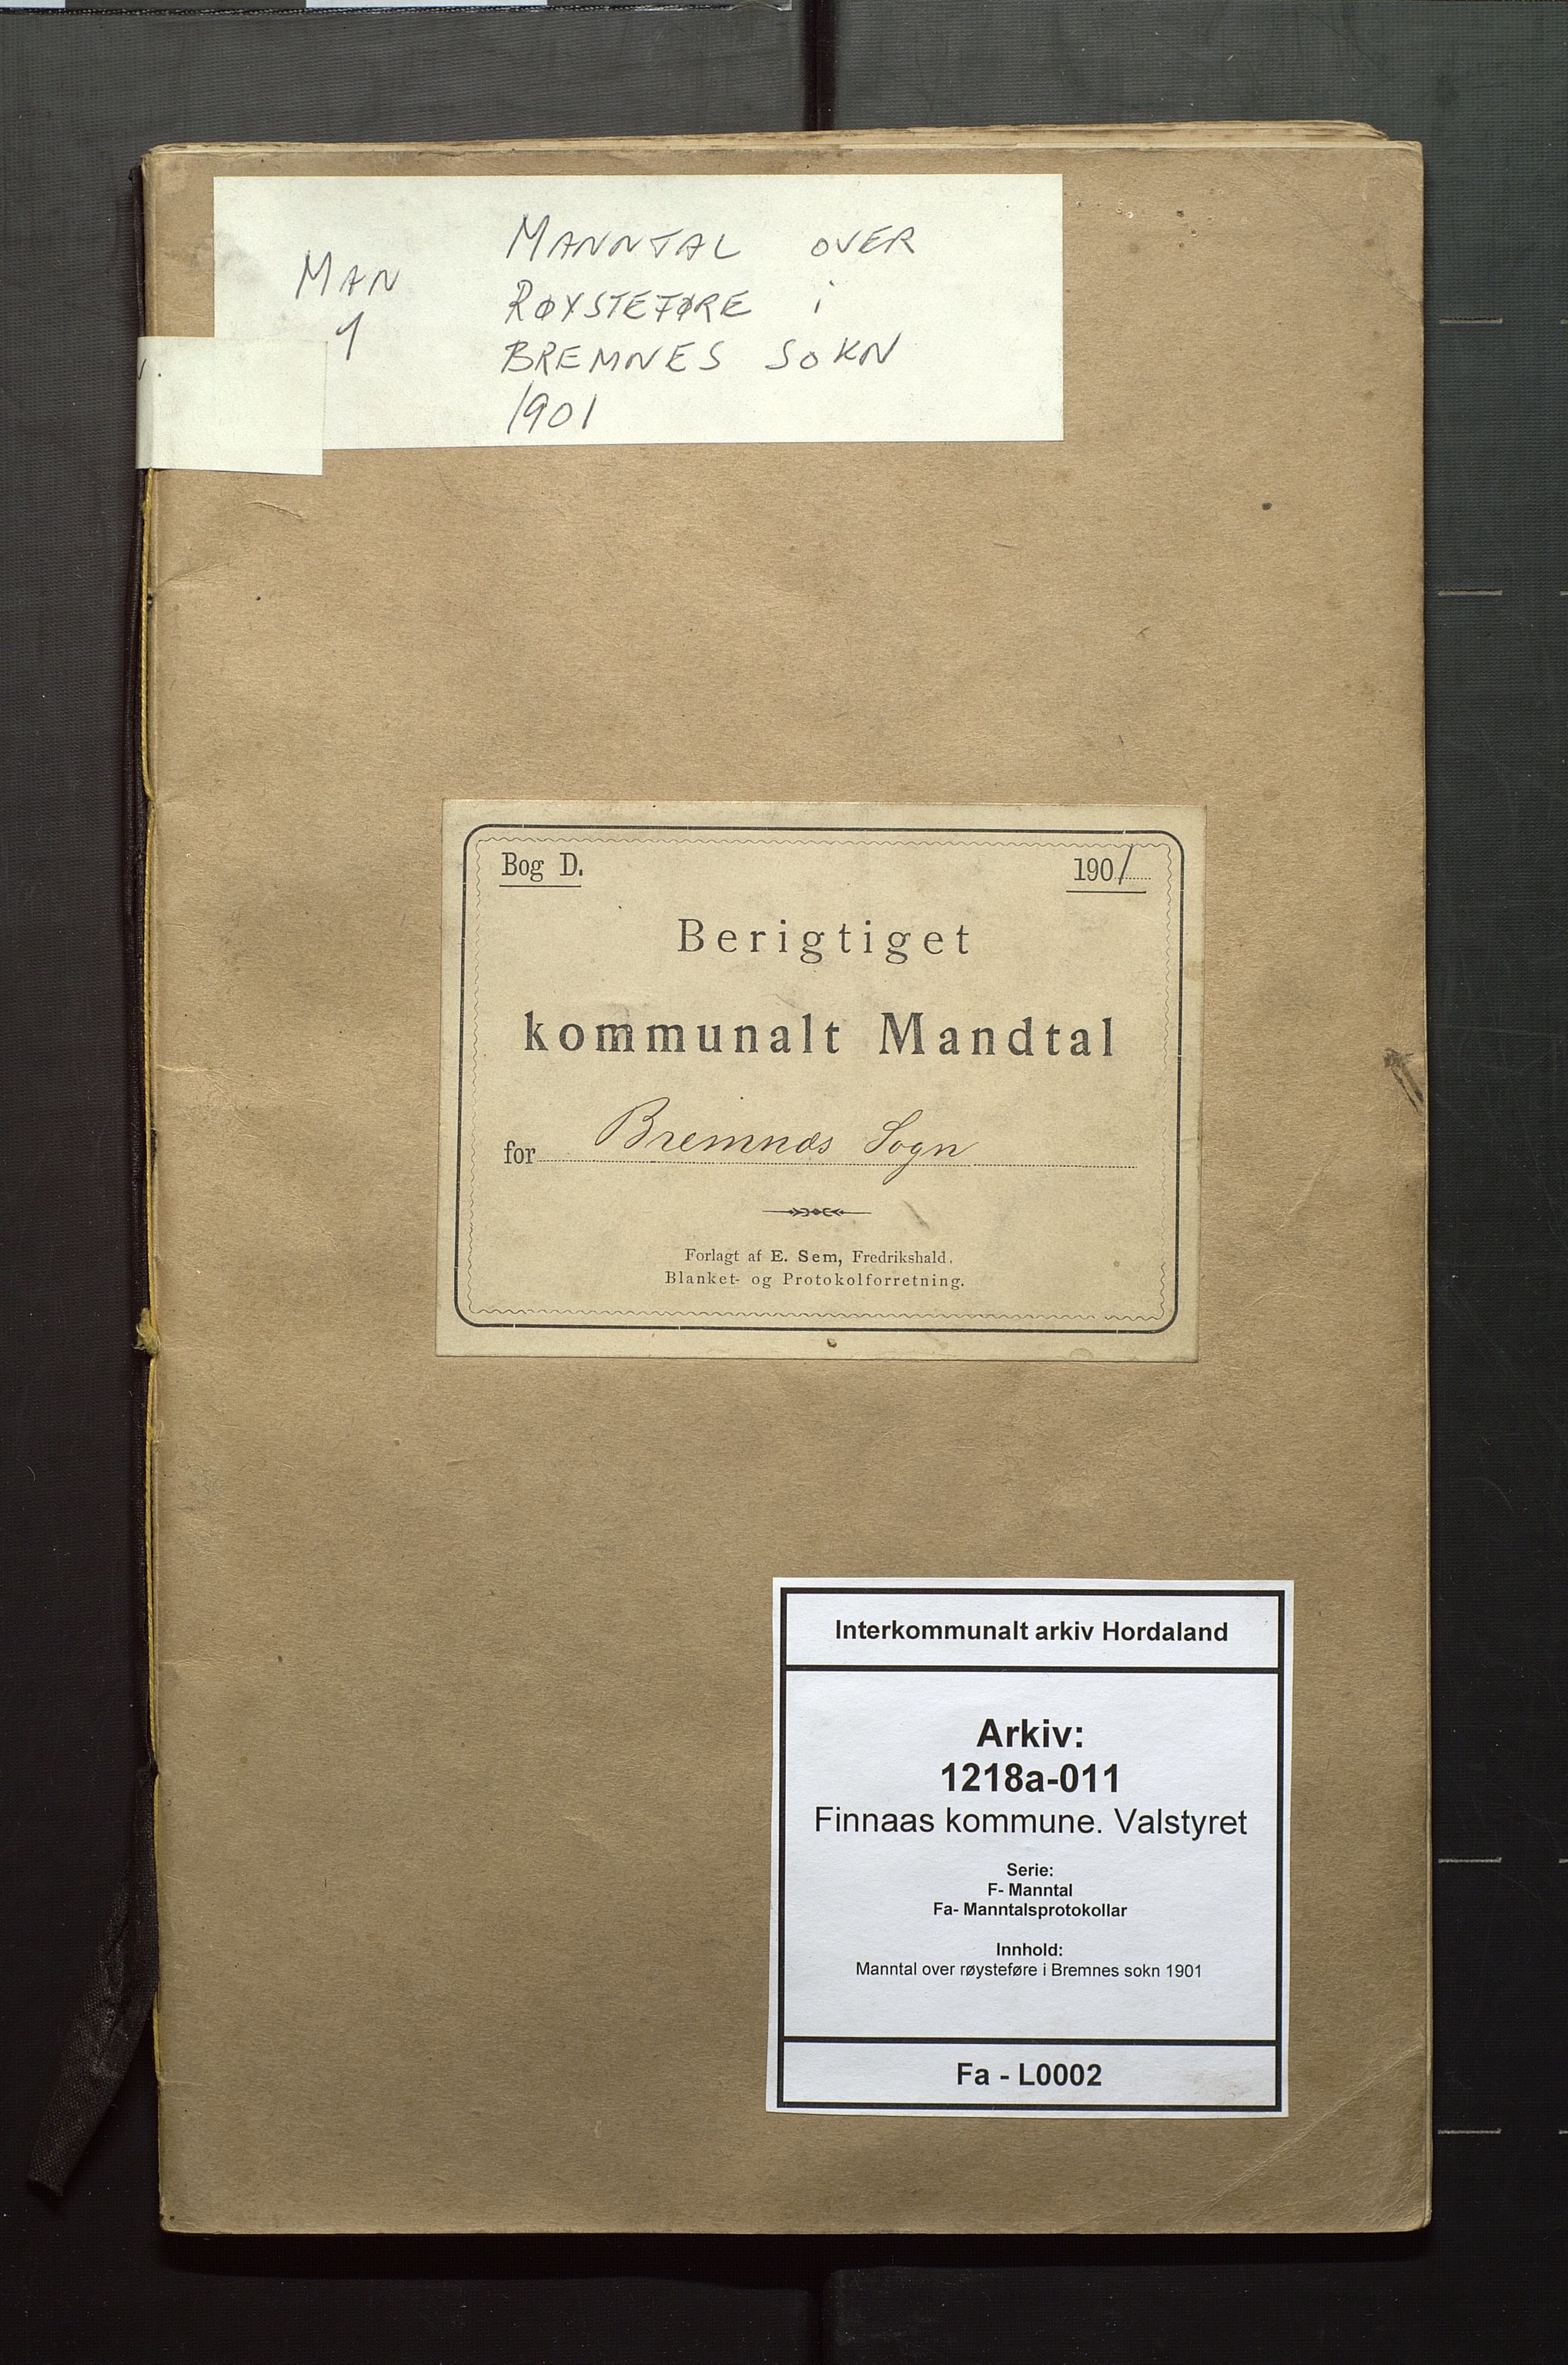 MAN
1
MANNTAL OVER
RØYSTEFØRE i
BREMNES SOKN
1901
Bog D.
1901
Berigtiget
kommunalt Mandtal
for Bremnæs Sogn
Forlagt af E. Sem, Fredrikshald.
Blanket- og Protokolforretning.
Interkommunalt arkiv Hordaland
Arkiv:
1218a-011
Finnaas kommune. Valstyret
Serie:
F- Manntal
Fa- Manntalsprotokollar
Innhold:
Manntal over røysteføre i Bremnes sokn 1901
Fa - L0002